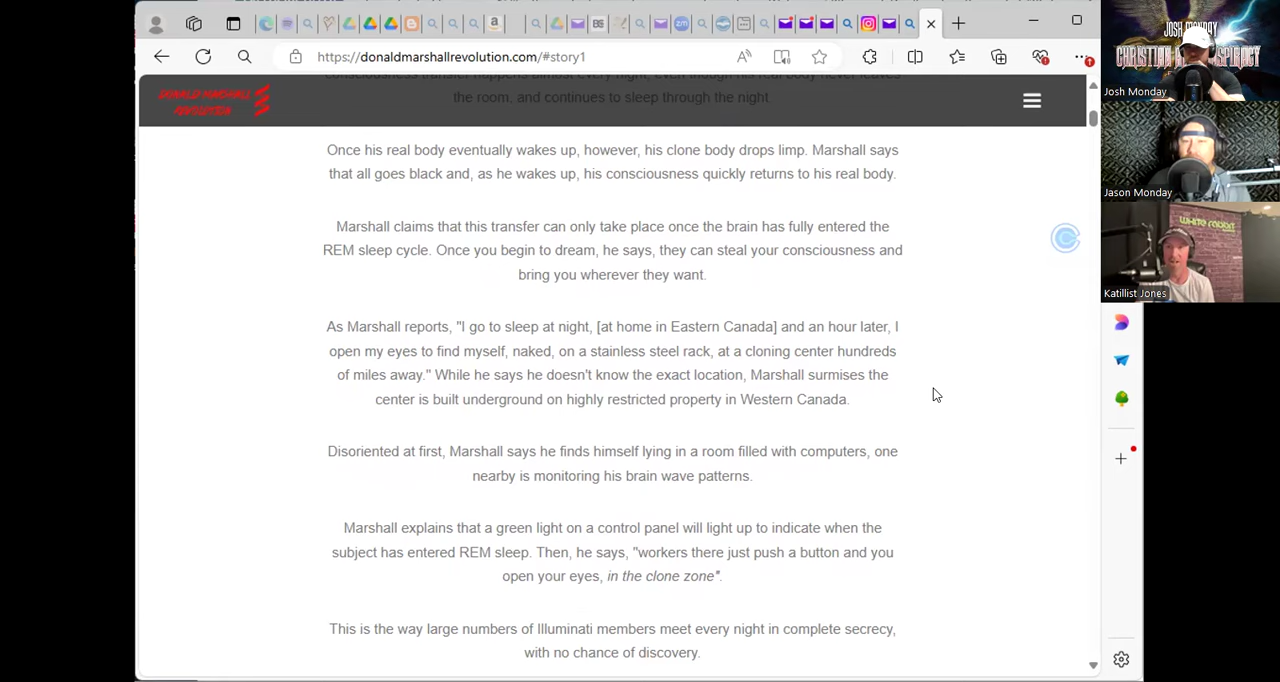 https://donaldmarshallrevolution.com/#story1
DONALD MARSHALL
REVOLUTION
the room, and continues to sleep through the night.
Once his real body eventually wakes up, however, his clone body drops limp. Marshall says
that all goes black and, as he wakes up, his consciousness quickly returns to his real body.
Marshall claims that this transfer can only take place once the brain has fully entered the
REM sleep cycle. Once you begin to dream, he says, they can steal your consciousness and
bring you wherever they want.
As Marshall reports, "I go to sleep at night, [at home in Eastern Canada] and an hour later, I
open my eyes to find myself, naked, on a stainless steel rack, at a cloning center hundreds
of miles away." While he says he doesn't know the exact location, Marshall surmises the
center is built underground on highly restricted property in Western Canada.
Disoriented at first, Marshall says he finds himself lying in a room filled with computers, one
nearby is monitoring his brain wave patterns.
Marshall explains that a green light on a control panel will light up to indicate when the
subject has entered REM sleep. Then, he says, "workers there just push a button and you
open your eyes, in the clone zone".
This is the way large numbers of Illuminati members meet every night in complete secrecy,
with no chance of discovery.
JOSH MONDAY
CHRISTIAN
Josh Monday
Jason Monday
WHITE RABBIT
Katillist Jones